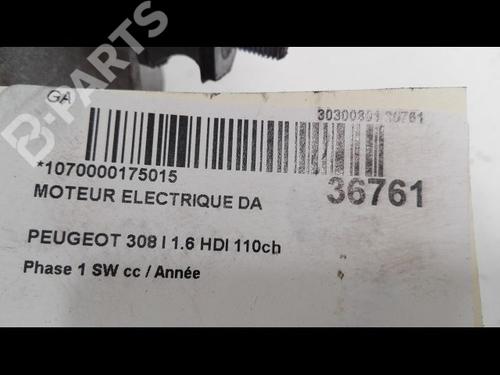 B-PARTS
GA
30300801 36761
*1070000175015
36761
MOTEUR ELECTRIQUE DA
PEUGEOT 308 I 1.6 HDI 110ch
Phase 1 SW cc / Année